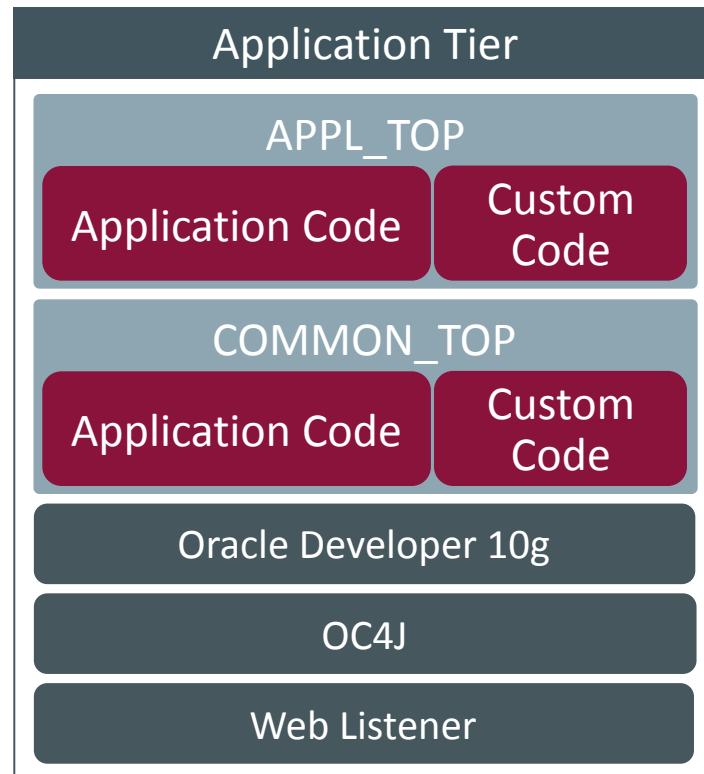 Application Tier
APPL_TOP
Application Code
Custom
Code
COMMON_TOP
Application Code
Custom
Code
Oracle Developer 10g
OC4J
Web Listener